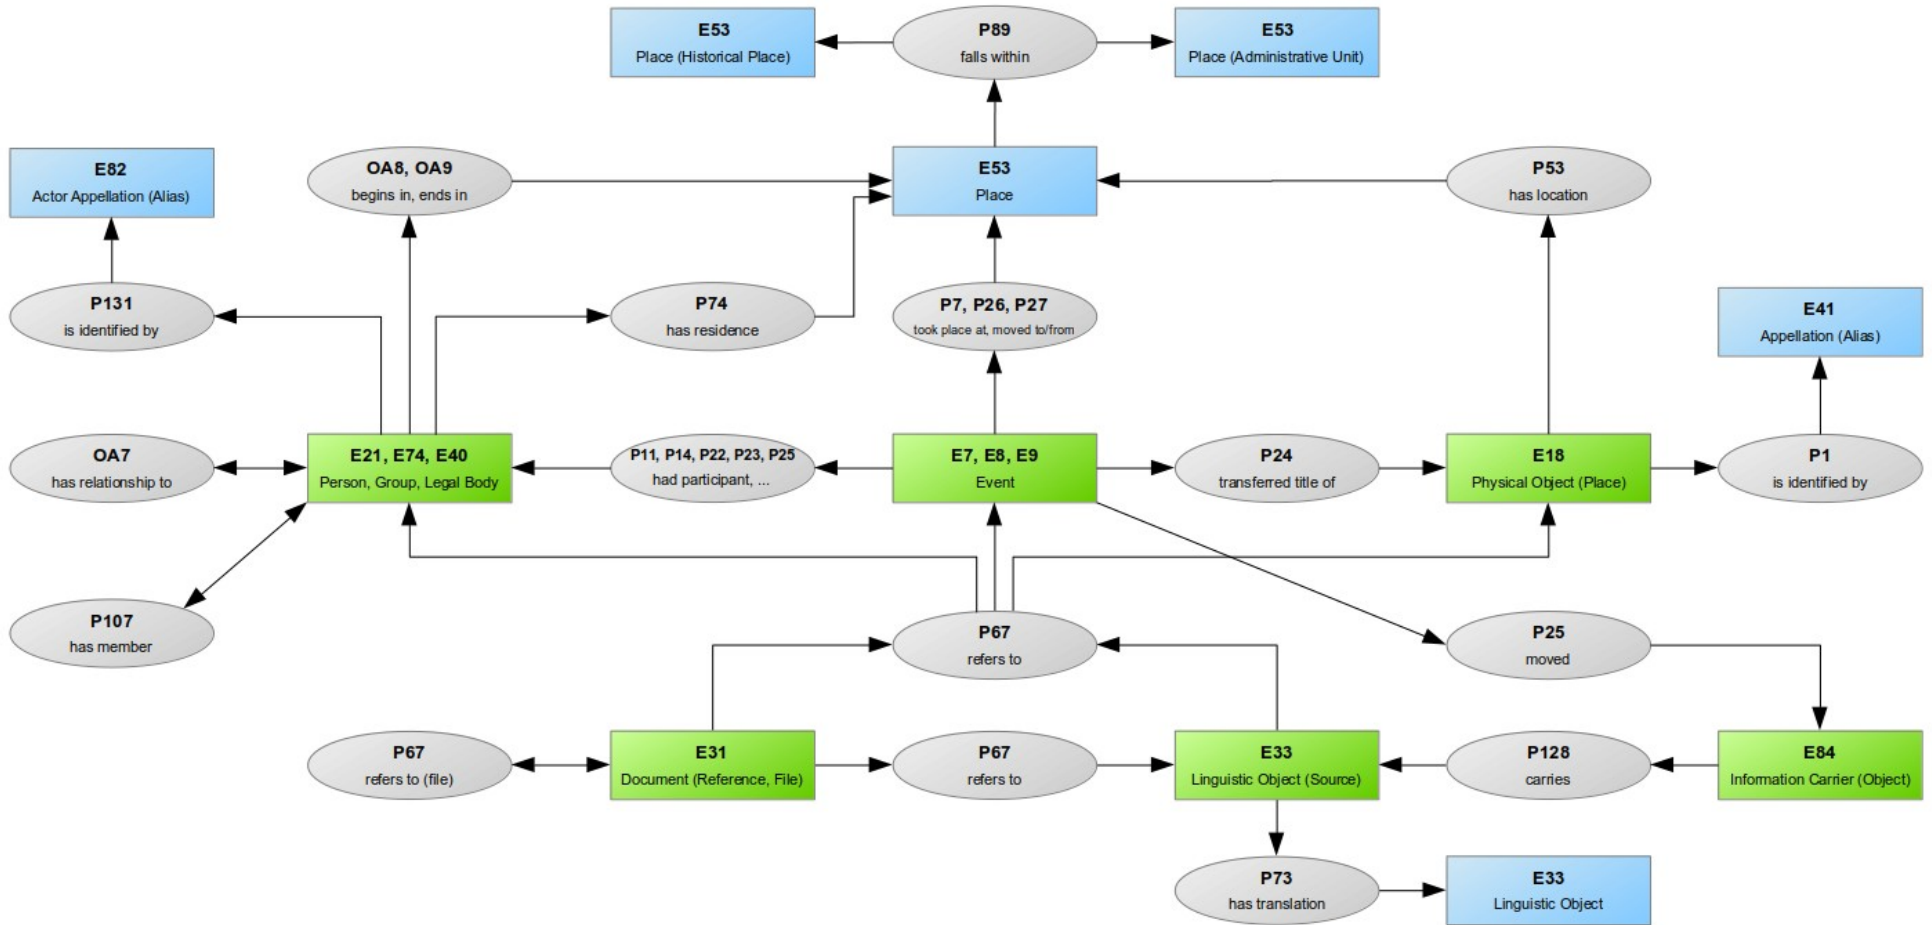 E53
Place (Historical Place)
P89
falls within
E53
Place (Administrative Unit)
E82
Actor Appellation (Alias)
OA8, OA9
begins in, ends in
E53
Place
P53
has location
P131
is identified by
P74
has residence
P7, P26, P27
took place at, moved to/from
E41
Appellation (Alias)
OA7
has relationship to
E21, E74, E40
Person, Group, Legal Body
P11, P14, P22, P23, P25
had participant, ...
E7, E8, E9
Event
P24
transferred title of
E18
Physical Object (Place)
P1
is identified by
P107
has member
P67
refers to
P25
moved
P67
refers to (file)
E31
Document (Reference, File)
P67
refers to
E33
Linguistic Object (Source)
P128
carries
E84
Information Carrier (Object)
P73
has translation
E33
Linguistic Object